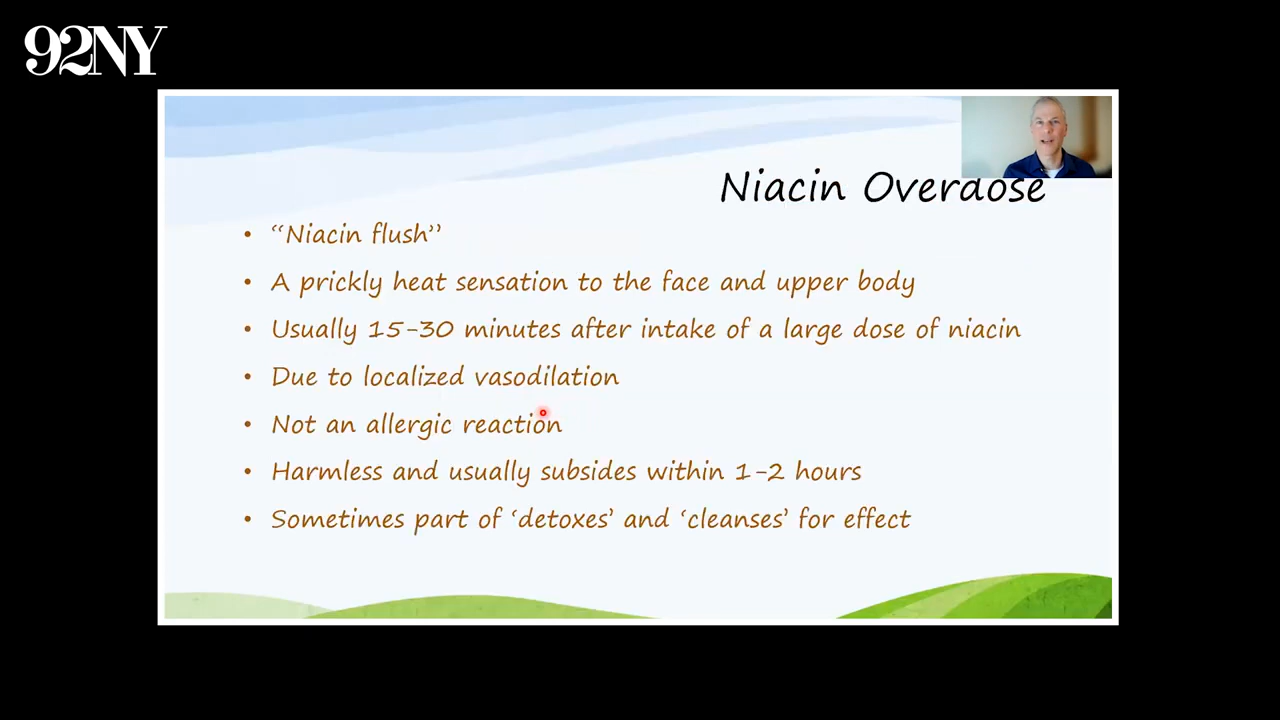 92NY
Niacin Overdose
• “Niacin flush”
• A prickly heat sensation to the face and upper body
• Usually 15-30 minutes after intake of a large dose of niacin
• Due to localized vasodilation
• Not an allergic reaction
• Harmless and usually subsides within 1-2 hours
• Sometimes part of ‘detoxes’ and ‘cleanses’ for effect